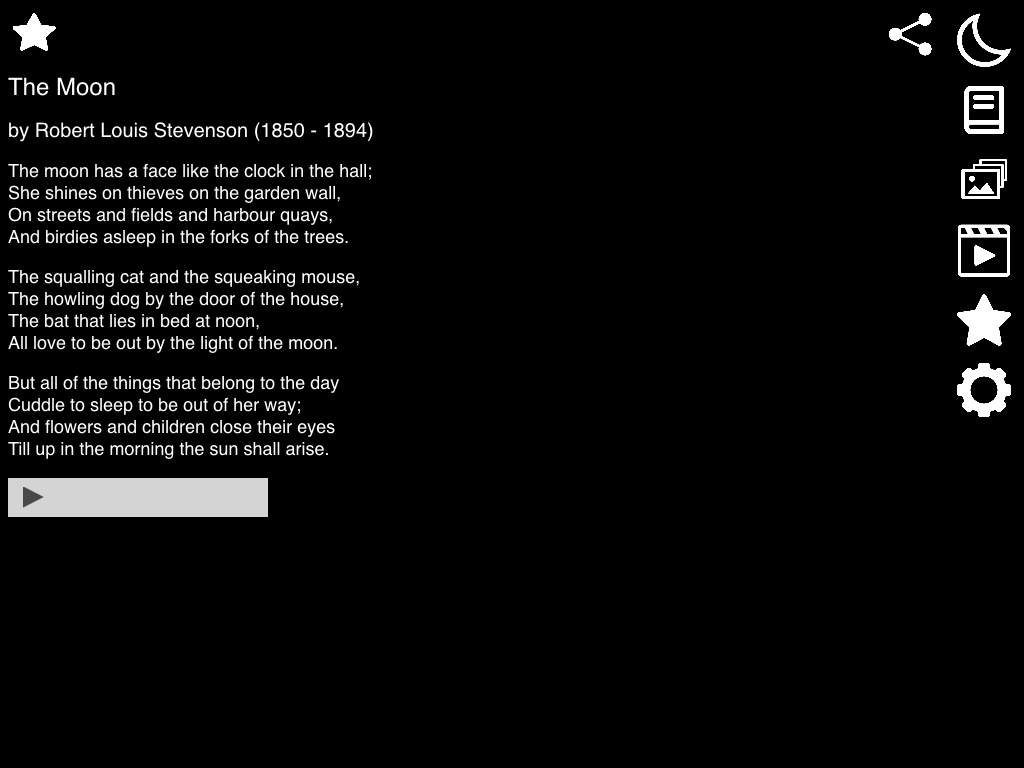 The Moon
by Robert Louis Stevenson (1850 - 1894)
The moon has a face like the clock in the hall;
She shines on thieves on the garden wall,
On streets and fields and harbour quays,
And birdies asleep in the forks of the trees.
The squalling cat and the squeaking mouse,
The howling dog by the door of the house,
The bat that lies in bed at noon,
All love to be out by the light of the moon.
But all of the things that belong to the day
Cuddle to sleep to be out of her way;
And flowers and children close their eyes
Till up in the morning the sun shall arise.